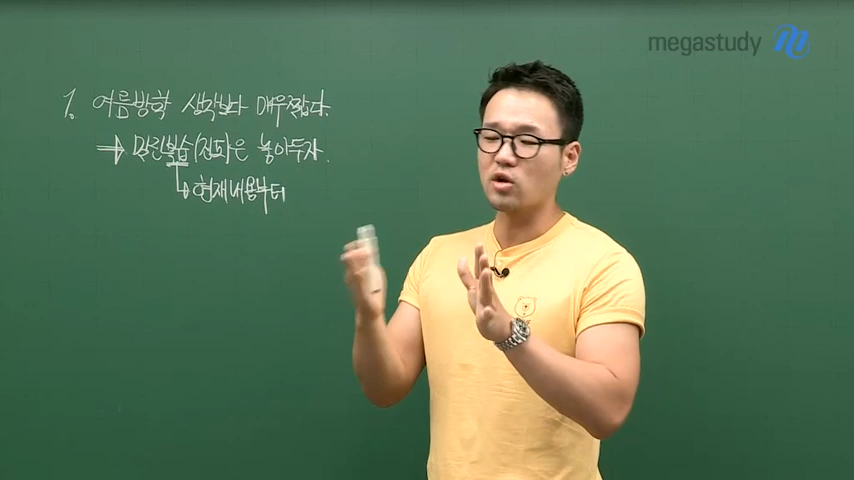 megastudy
1. 여름방학 생각보다 매우 짧다.
⇒ 밀린 복습(진도)은 놓아두자.
↳ 현재 내용부터